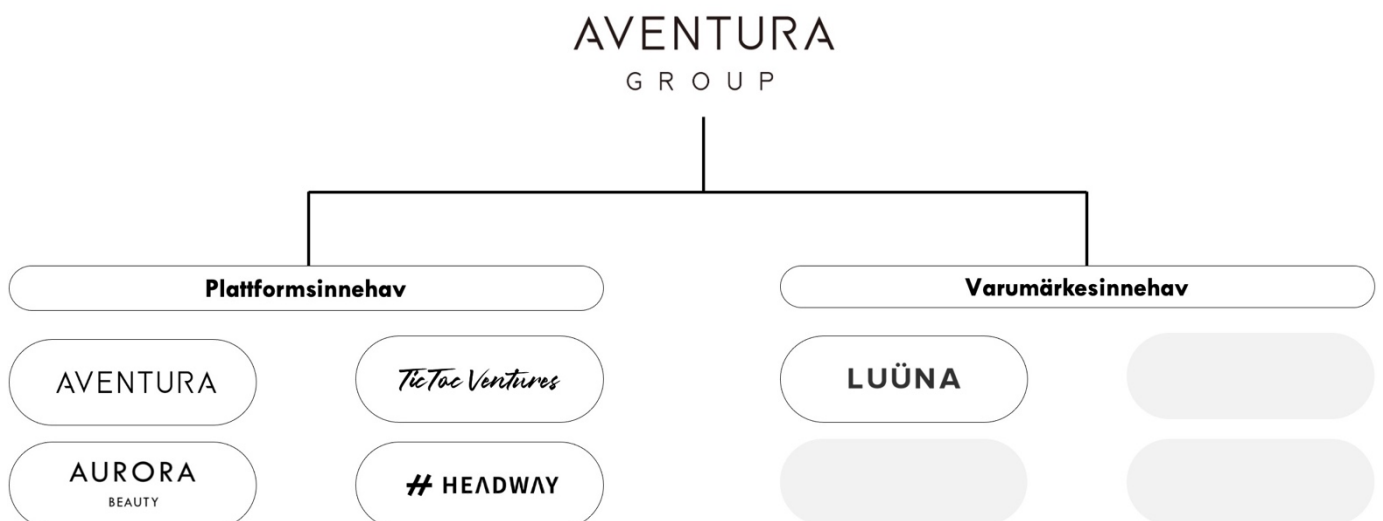 AVENTURA
GROUP
Plattformsinnehav
Varumärkesinnehav
AVENTURA
TicTac Ventures
LUÜNA
AURORA
BEAUTY
# HEADWAY